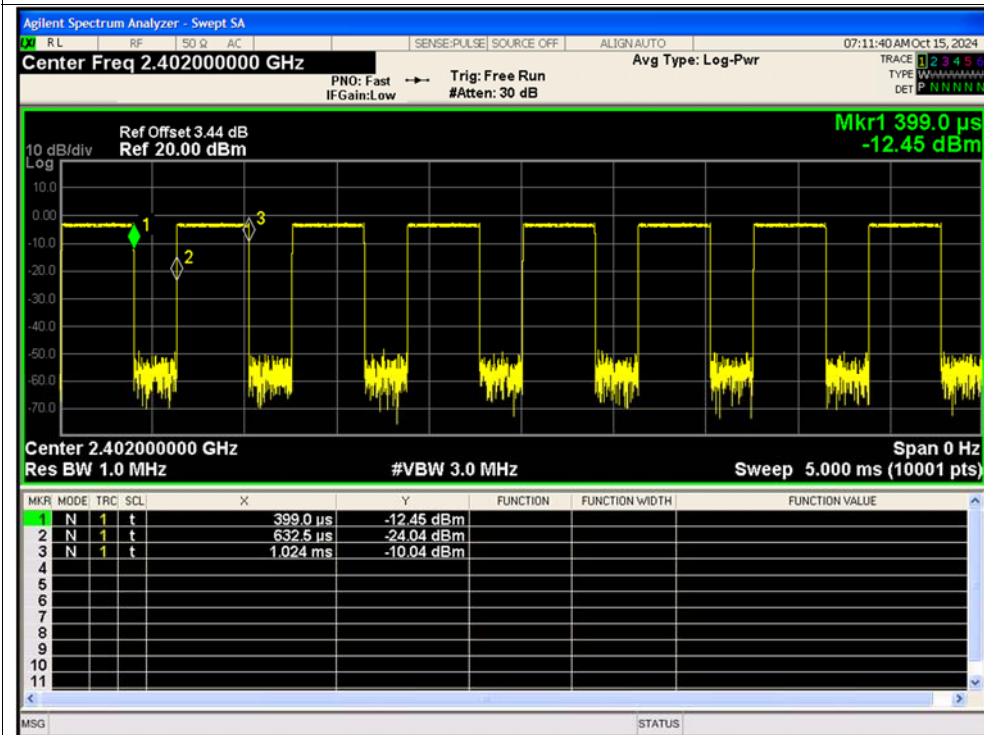 Agilent Spectrum Analyzer - Swept SA
LXI RL RF 50 Ω AC SENSE:PULSE SOURCE OFF ALIGN AUTO 07:11:40 AM Oct 15, 2024
Center Freq 2.402000000 GHz
PNO: Fast
IFGain:Low
Trig: Free Run
#Atten: 30 dB
Avg Type: Log-Pwr
TRACE 1 2 3 4 5 6
TYPE WWWWWW
DET P N N N N N
Mkr1 399.0 µs
-12.45 dBm
Ref Offset 3.44 dB
10 dB/div Ref 20.00 dBm
Log
10.0
0.00
-10.0
-20.0
-30.0
-40.0
-50.0
-60.0
-70.0
1
2
3
Center 2.402000000 GHz Span 0 Hz
Res BW 1.0 MHz #VBW 3.0 MHz Sweep 5.000 ms (10001 pts)
MKR MODE TRC SCL X Y FUNCTION FUNCTION WIDTH FUNCTION VALUE
1 N 1 t 399.0 µs -12.45 dBm
2 N 1 t 632.5 µs -24.04 dBm
3 N 1 t 1.024 ms -10.04 dBm
4
5
6
7
8
9
10
11
MSG STATUS